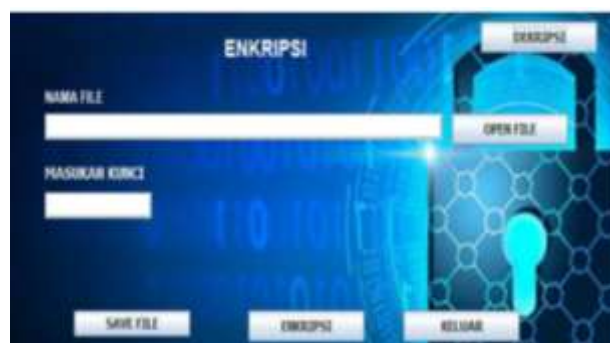 ENKRIPSI
DEKRIPSI
NAMA FILE
OPEN FILE
MASUKAN KUNCI
SAVE FILE
ENKRIPSI
KELUAR